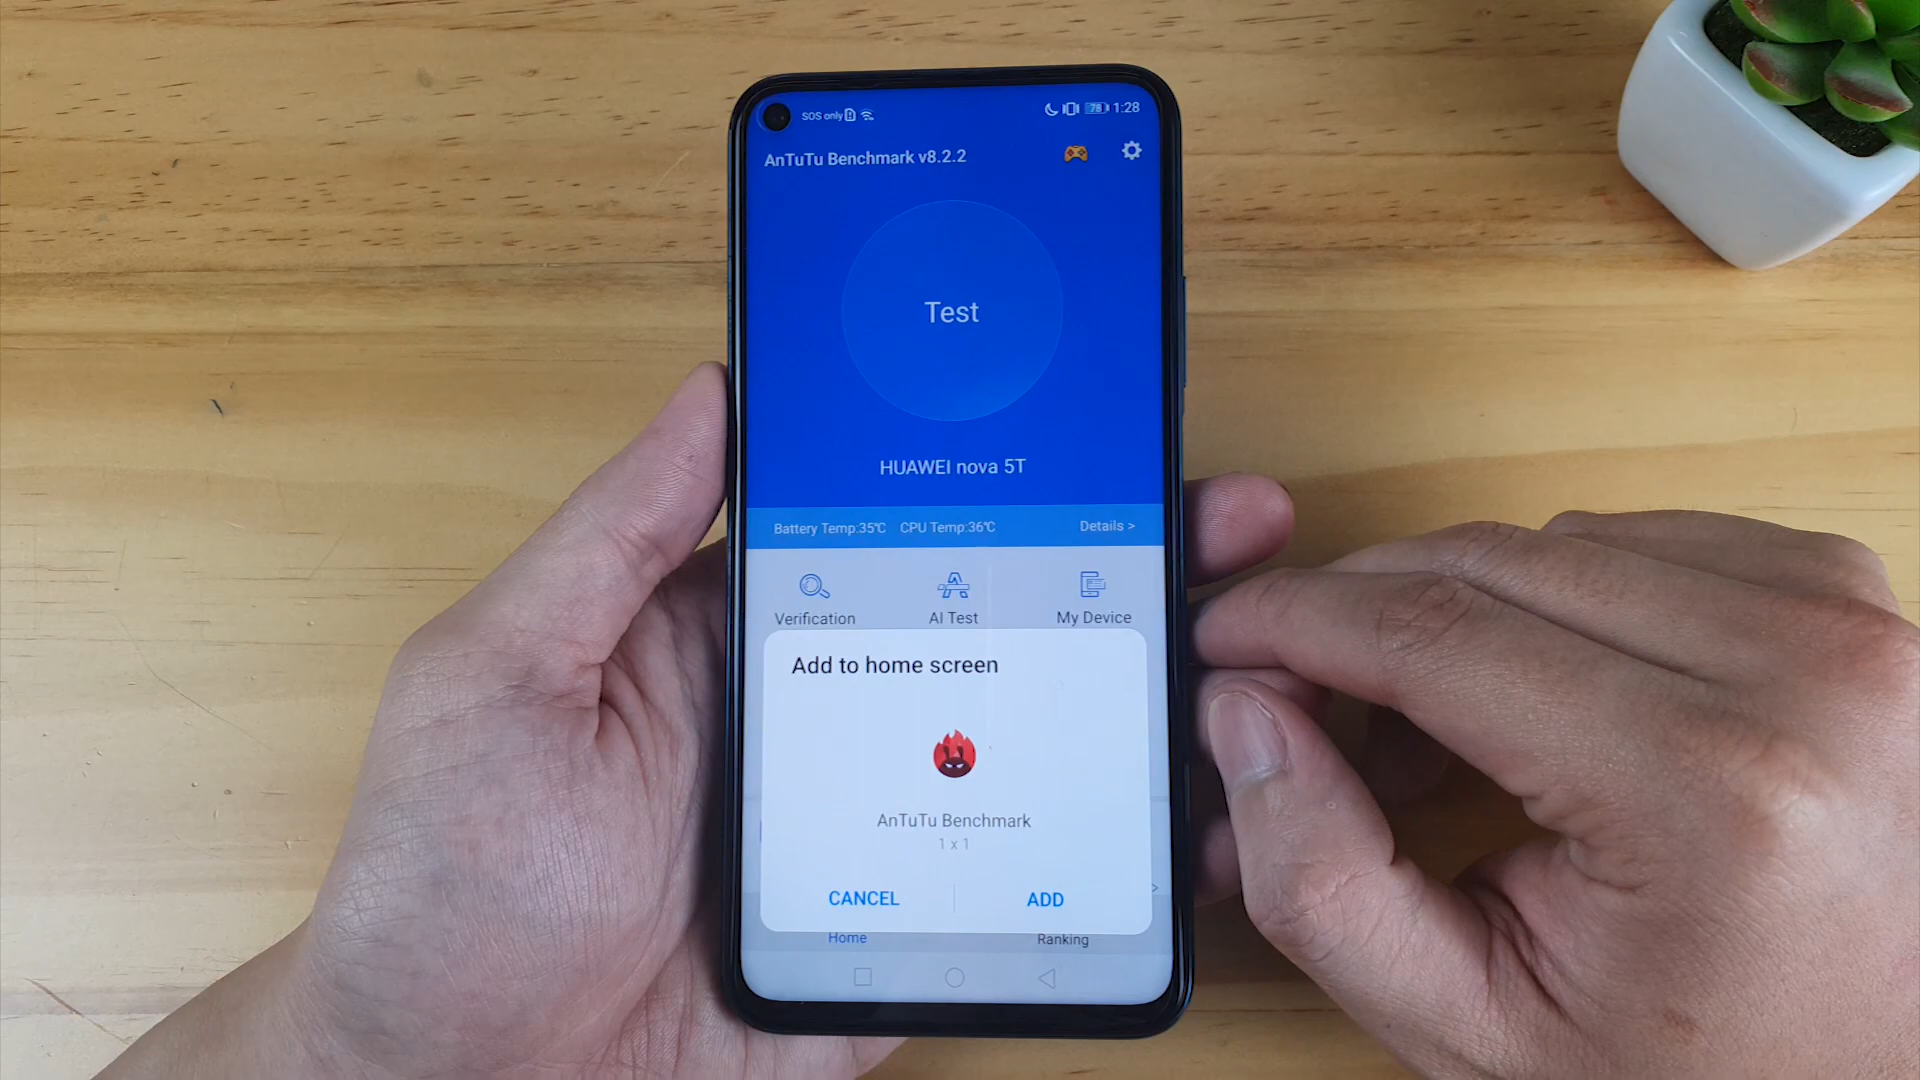 SOS only
78 1:28
AnTuTu Benchmark v8.2.2
Test
HUAWEI nova 5T
Battery Temp:35℃ CPU Temp:36℃ Details >
Verification AI Test My Device
Add to home screen
AnTuTu Benchmark
1 x 1
CANCEL ADD
>
Home Ranking